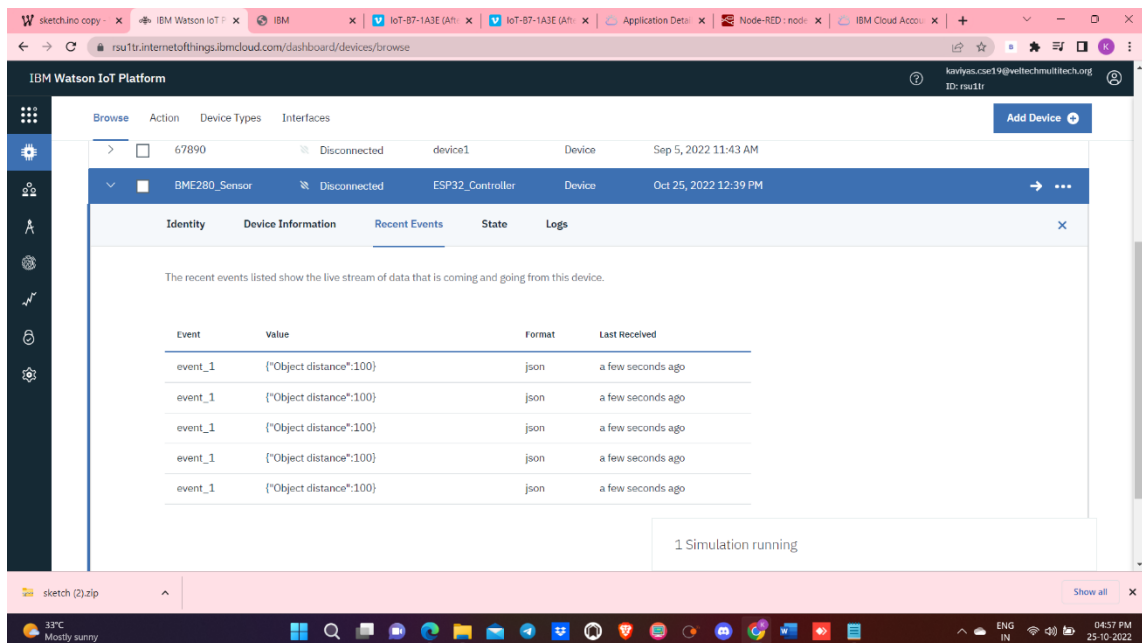 sketch.ino copy -
IBM Watson IoT P
IBM
IoT-B7-1A3E (Afte
IoT-B7-1A3E (Afte
Application Detail
Node-RED : node
IBM Cloud Accou
rsu1tr.internetofthings.ibmcloud.com/dashboard/devices/browse
K
IBM Watson IoT Platform
kaviyas.cse19@veltechmultitech.org
ID: rsu1tr
Browse Action Device Types Interfaces
Add Device
67890 Disconnected device1 Device Sep 5, 2022 11:43 AM
BME280_Sensor Disconnected ESP32_Controller Device Oct 25, 2022 12:39 PM
Identity Device Information Recent Events State Logs
The recent events listed show the live stream of data that is coming and going from this device.
Event Value Format Last Received
event_1 {"Object distance":100} json a few seconds ago
event_1 {"Object distance":100} json a few seconds ago
event_1 {"Object distance":100} json a few seconds ago
event_1 {"Object distance":100} json a few seconds ago
event_1 {"Object distance":100} json a few seconds ago
1 Simulation running
sketch (2).zip
Show all
33°C
Mostly sunny
ENG
IN
04:57 PM
25-10-2022